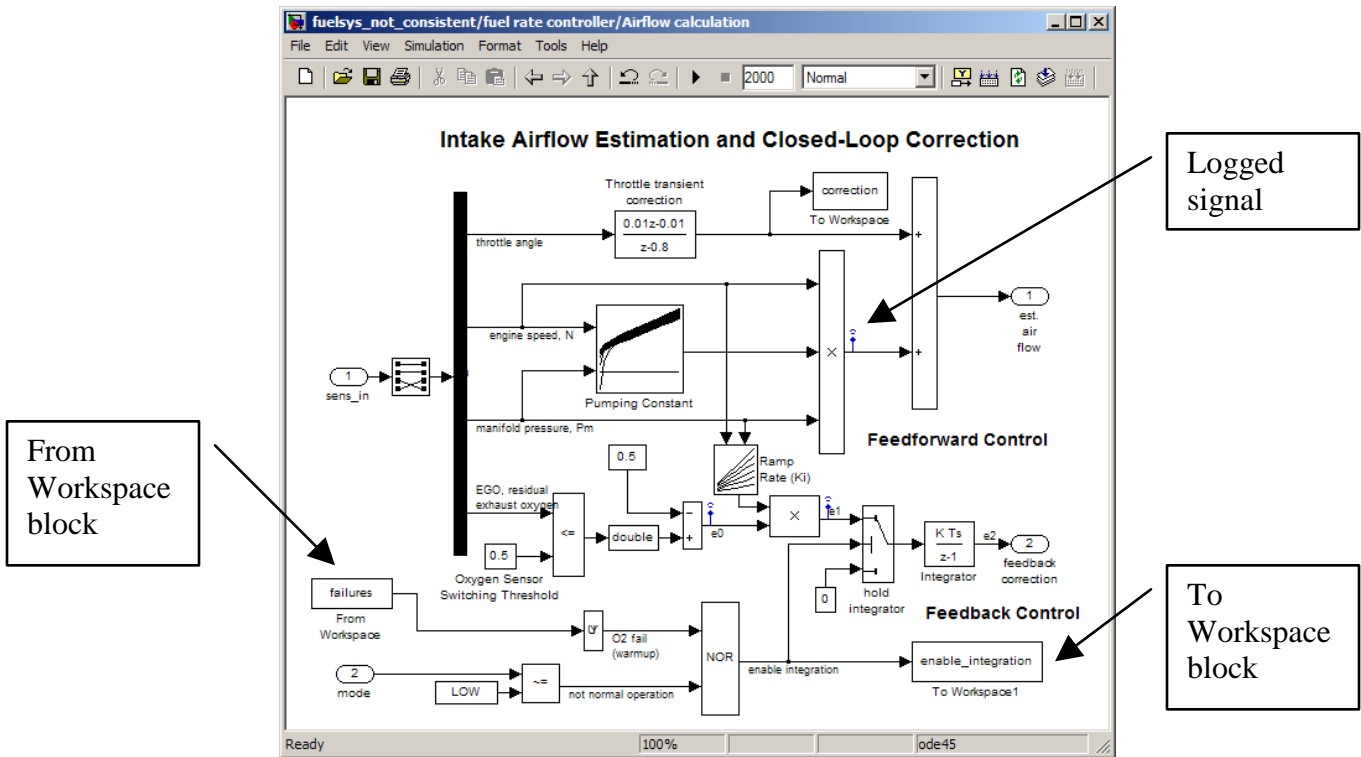 fuelsys_not_consistent/fuel rate controller/Airflow calculation
File Edit View Simulation Format Tools Help
2000 Normal
Intake Airflow Estimation and Closed-Loop Correction
Logged
signal
Throttle transient
correction
correction
To Workspace
0.01z-0.01
z-0.8
throttle angle
+
1
est.
air
flow
engine speed, N
×
+
1
sens_in
Pumping Constant
manifold pressure, Pm
Feedforward Control
From
Workspace
block
0.5
Ramp
Rate (Ki)
EGO, residual
exhaust oxygen
<=
double
−
+
e0
×
e1
K Ts
z-1
e2
2
feedback
correction
0.5
Oxygen Sensor
Switching Threshold
0
hold
integrator
Integrator
Feedback Control
To
Workspace
block
failures
From
Workspace
O2 fail
(warmup)
NOR
enable integration
enable_integration
To Workspace1
2
mode
LOW
~=
not normal operation
Ready 100% ode45